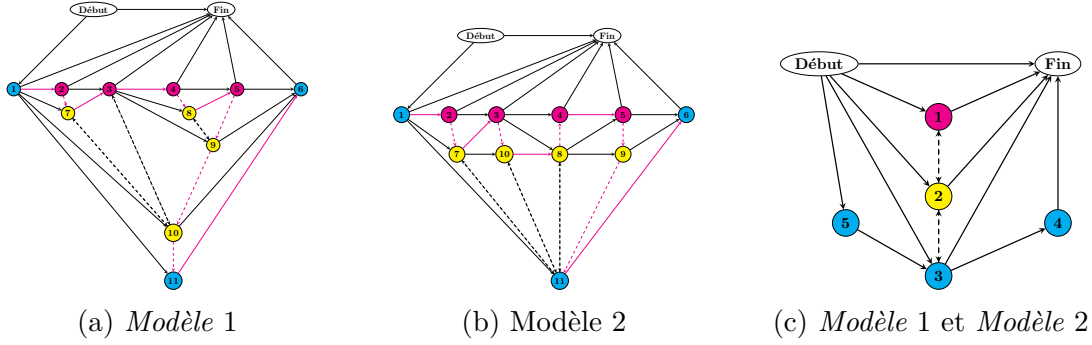 Début Fin
1 2 3 4 5 6
7 8
9
10
11
(a) Modèle 1
Début Fin
1 2 3 4 5 6
7 10 8 9
11
(b) Modèle 2
Début Fin
1
2
5 4
3
(c) Modèle 1 et Modèle 2